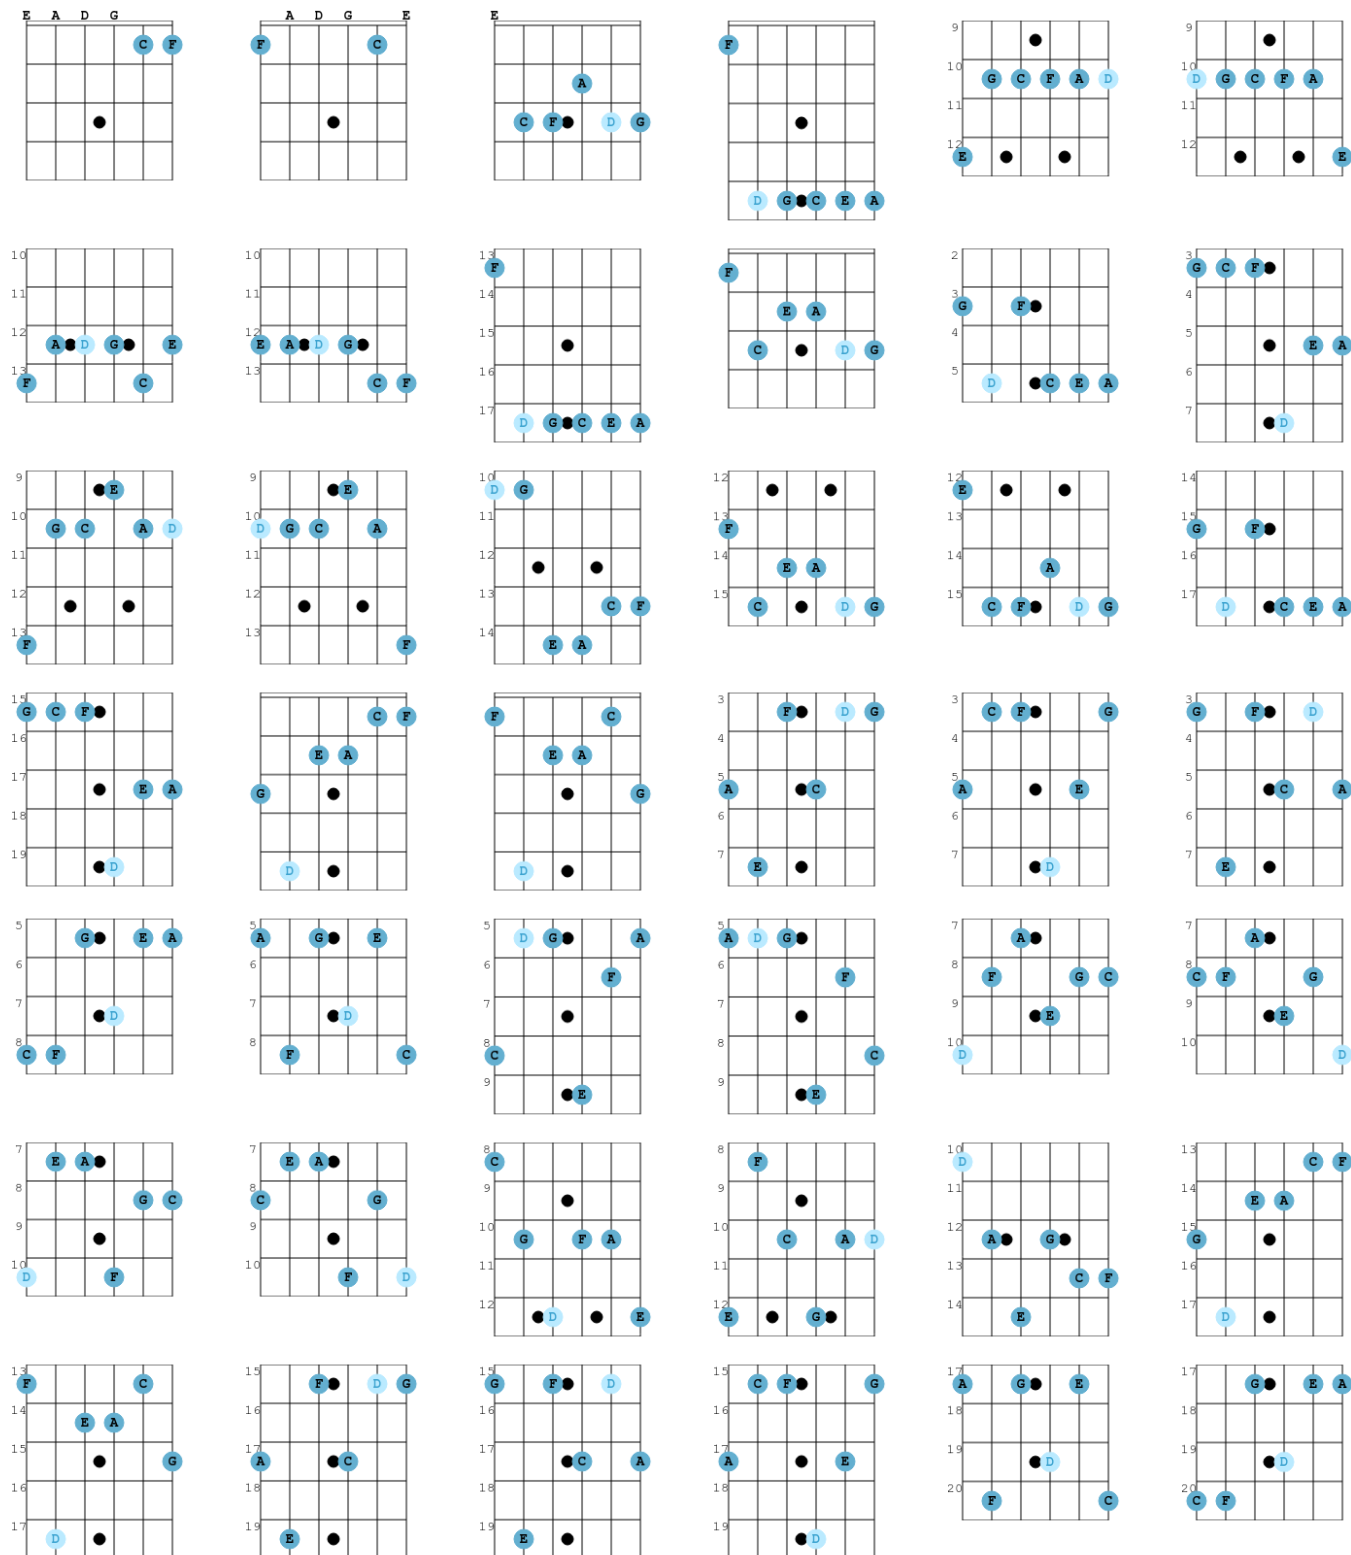 E A D G A D G E E
C F F C F 9 9
A 10 G C F A D 10 D G C F A
C F D G 11 11
12 E 12 E
D G C E A
10 10 13 F 2 3 G C F
11 11 14 F 3 G F 4
12 A D G E 12 E A D G 15 E A 4 5 E A
13 F C 13 C F 16 C D G 5 D C E A 6
17 D G C E A 7 D
9 E 9 E 10 D G 12 12 E 14
10 G C A D 10 D G C A 11 13 F 13 15 G F
11 11 12 14 E A 14 A 16
12 12 13 C F 15 C D G 15 C F D G 17 D C E A
13 F 13 F 14 E A
15 G C F C F F C 3 F D G 3 C F G 3 G F D
16 E A E A 4 4 4
17 E A G G 5 A C 5 A E 5 C A
18 6 6 6
19 D D D 7 E 7 D 7 E
5 G E A 5 A G E 5 D G A 5 A D G 7 A 7 A
6 6 6 F 6 F 8 F G C 8 C F G
7 D 7 D 7 7 9 E 9 E
8 C F 8 F C 8 C 8 C 10 D 10 D
9 E 9 E
7 E A 7 E A 8 C 8 F 10 D 13 C F
8 G C 8 C G 9 9 11 14 E A
9 9 10 G F A 10 C A D 12 A G 15 G
10 D F 10 F D 11 11 13 C F 16
12 D E 12 E G 14 E 17 D
13 F C 15 F D G 15 G F D 15 C F G 17 A G E 17 G E A
14 E A 16 16 16 18 18
15 G 17 A C 17 C A 17 A E 19 D 19 D
16 18 18 18 20 F C 20 C F
17 D 19 E 19 E 19 D